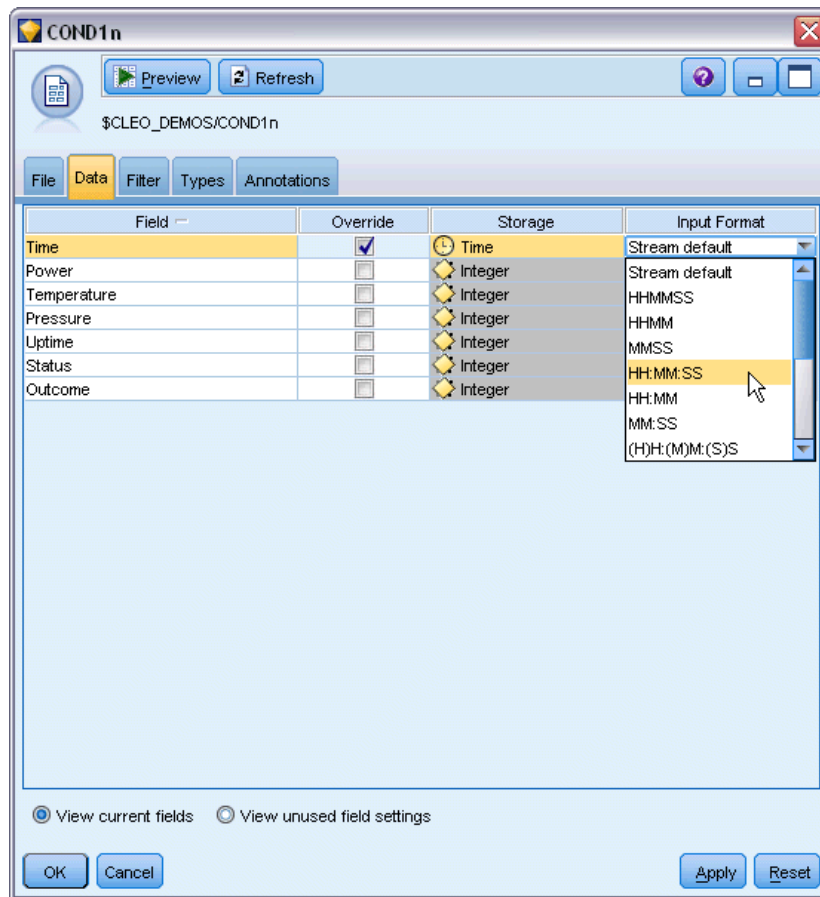 COND1n
Preview Refresh
$CLEO_DEMOS/COND1n
File Data Filter Types Annotations
Field Override Storage Input Format
Time Time Stream default
Power Integer Stream default
Temperature Integer HHMMSS
Pressure Integer HHMM
Uptime Integer MMSS
Status Integer HH:MM:SS
Outcome Integer HH:MM
MM:SS
(H)H:(M)M:(S)S
View current fields View unused field settings
OK Cancel Apply Reset